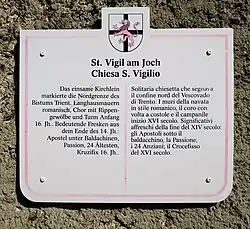 St. Vigil am Joch
Chiesa S. Vigilio
Das einsame Kirchlein
markierte die Nordgrenze des
Bistums Trient. Langhausmauern
romanisch, Chor mit Rippen-
gewölbe und Turm Anfang
16. Jh. Bedeutende Fresken aus
dem Ende des 14. Jh.
Apostel unter Baldachinen,
Passion, 24 Ältesten,
Kruzifix 16. Jh.
Solitaria chiesetta che segnava
il confine nord del Vescovado
di Trento. I muri della navata
in stile romanico, il coro con
volta a costole e il campanile
inizio XVI secolo. Significativi
affreschi della fine del XIV secolo:
gli Apostoli sotto il
baldacchino, la Passione,
i 24 Anziani; il Crocefisso
del XVI secolo.